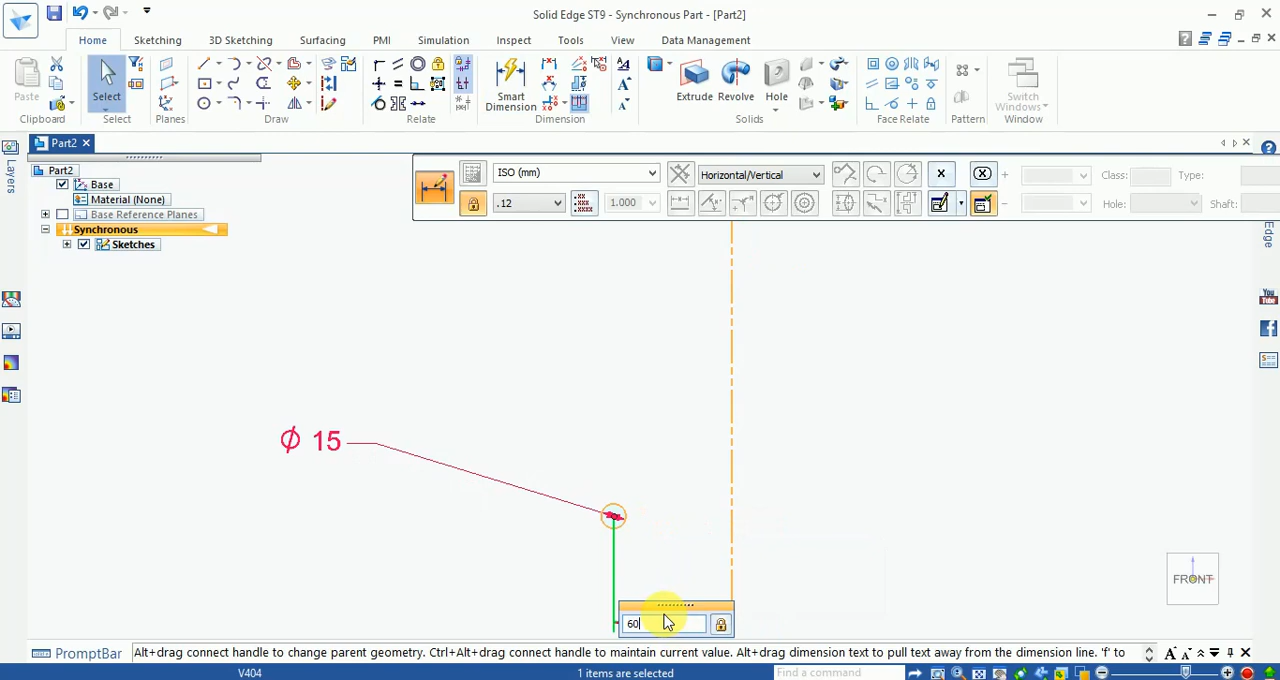 Solid Edge ST9 - Synchronous Part - [Part2]
Home Sketching 3D Sketching Surfacing PMI Simulation Inspect Tools View Data Management
Paste
Select
Smart Dimension
Extrude
Revolve
Hole
Switch Windows
Clipboard Select Planes Draw Relate Dimension Solids Face Relate Pattern Window
Part2
Layers
Part2
Base
Material (None)
Base Reference Planes
Synchronous
Sketches
ISO (mm)
Horizontal/Vertical
.12
1.000
Class:
Type:
Hole:
Shaft:
Edge
You Tube
Ø 15
60
FRONT
PromptBar
Alt+drag connect handle to change parent geometry. Ctrl+Alt+drag connect handle to maintain current value. Alt+drag dimension text to pull text away from the dimension line. 'f' to
V404
1 items are selected
Find a command